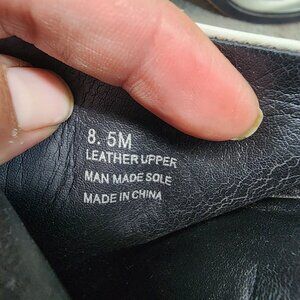 8.5M
LEATHER UPPER
MAN MADE SOLE
MADE IN CHINA